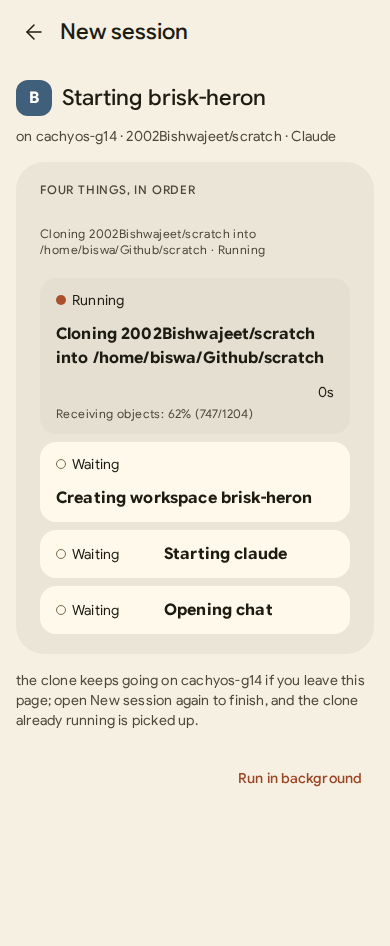 New session
B Starting brisk-heron
on cachyos-g14 · 2002Bishwajeet/scratch · Claude
FOUR THINGS, IN ORDER
Cloning 2002Bishwajeet/scratch into
/home/biswa/Github/scratch · Running
Running
Cloning 2002Bishwajeet/scratch
into /home/biswa/Github/scratch
0s
Receiving objects: 62% (747/1204)
Waiting
Creating workspace brisk-heron
Waiting Starting claude
Waiting Opening chat
the clone keeps going on cachyos-g14 if you leave this
page; open New session again to finish, and the clone
already running is picked up.
Run in background